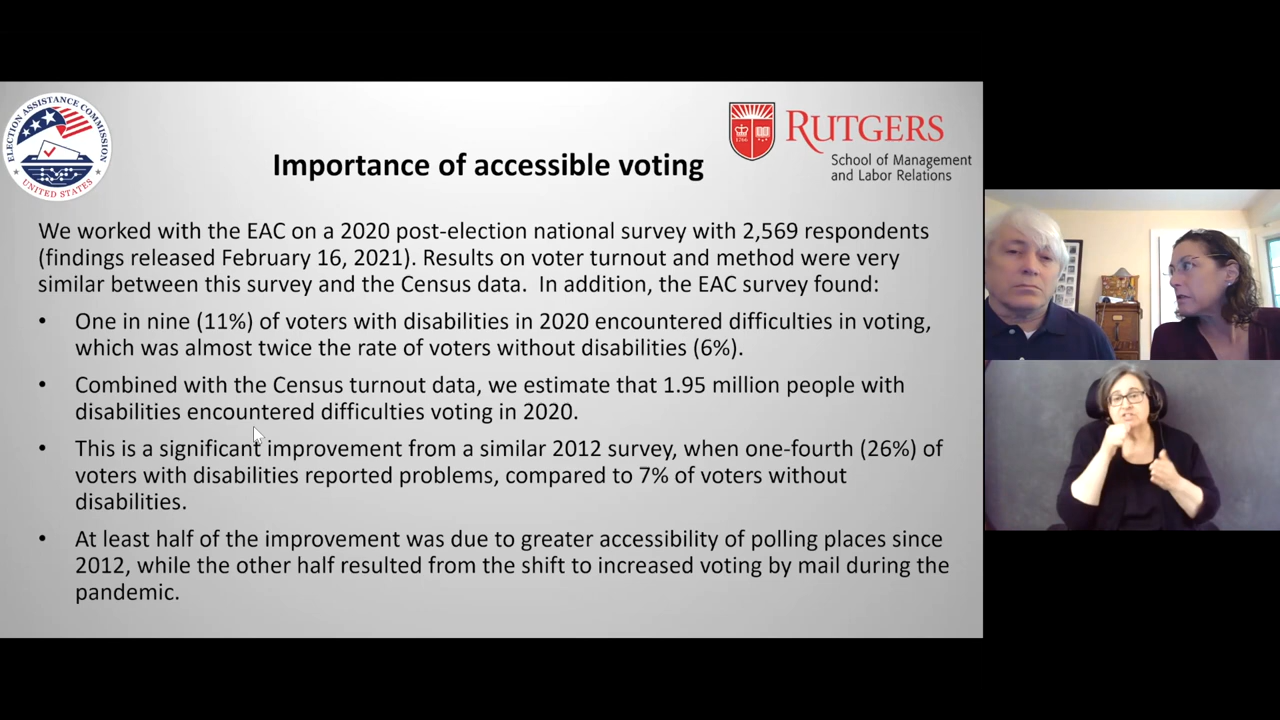 ELECTION ASSISTANCE COMMISSION
UNITED STATES
1766
RUTGERS
School of Management
and Labor Relations
Importance of accessible voting
We worked with the EAC on a 2020 post-election national survey with 2,569 respondents
(findings released February 16, 2021). Results on voter turnout and method were very
similar between this survey and the Census data.  In addition, the EAC survey found:
• One in nine (11%) of voters with disabilities in 2020 encountered difficulties in voting,
which was almost twice the rate of voters without disabilities (6%).
• Combined with the Census turnout data, we estimate that 1.95 million people with
disabilities encountered difficulties voting in 2020.
• This is a significant improvement from a similar 2012 survey, when one-fourth (26%) of
voters with disabilities reported problems, compared to 7% of voters without
disabilities.
• At least half of the improvement was due to greater accessibility of polling places since
2012, while the other half resulted from the shift to increased voting by mail during the
pandemic.